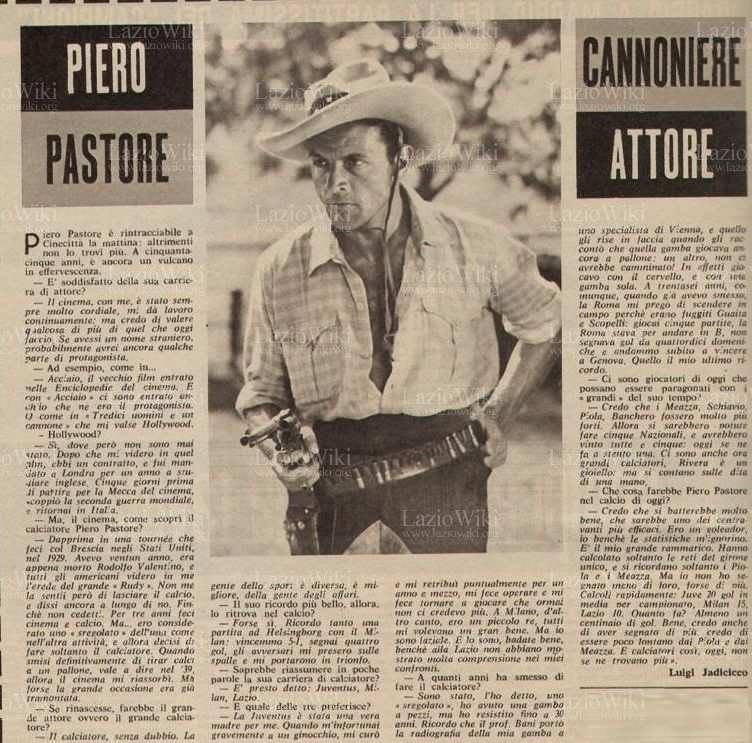 PIERO
PASTORE
CANNONIERE
ATTORE
Piero Pastore è rintracciabile a
Cinecittà la mattina: altrimenti
non lo trovi più. A cinquanta-
cinque anni, è ancora un vulcano
in effervescenza.
— E' soddisfatto della sua carrie-
ra di attore?
— Il cinema, con me, è stato sem-
pre molto cordiale, mi dà lavoro
continuamente; ma credo di valere
qualcosa di più di quel che oggi
faccio. Se avessi un nome straniero,
probabilmente avrei ancora qualche
parte di protagonista.
— Ad esempio, come in...
— Acciaio, il vecchio film entrato
nelle Enciclopedie del cinema. E
con « Acciaio » ci sono entrato an-
ch'io che ne ero il protagonista.
O come in « Tredici uomini e un
cannone » che mi valse Hollywood.
— Hollywood?
— Sì, dove però non sono mai
stato. Dopo che mi videro in quel
film, ebbi un contratto, e fui man-
dato a Londra per un anno a stu-
diare inglese. Cinque giorni prima
di partire per la Mecca del cinema,
scoppiò la seconda guerra mondiale,
e ritornai in Italia.
— Ma, il cinema, come scoprì il
calciatore Piero Pastore?
— Dapprima in una tournée che
feci col Brescia negli Stati Uniti,
nel 1929. Avevo ventun anno, era
appena morto Rodolfo Valentino, e
tutti gli americani videro in me
l'erede del grande « Rudy ». Non me
la sentii però di lasciare il calcio,
e dissi ancora a lungo di no. Fin-
chè non cedetti. Per tre anni feci
cinema e calcio. Ma... ero conside-
rato uno « sregolato » dell'una come
nell'altra attività, e allora decisi di
fare soltanto il calciatore. Quando
smisi definitivamente di tirar calci
a un pallone, vale a dire nel '39,
allora il cinema mi riassorbì. Ma
forse la grande occasione era già
tramontata.
— Se rinascesse, farebbe il gran-
de attore ovvero il grande calcia-
tore?
— Il calciatore, senza dubbio. La
gente dello sport è diversa, è mi-
gliore, della gente degli affari.
— Il suo ricordo più bello, allora,
lo ritrova nel calcio?
— Forse sì. Ricordo tanto una
partita ad Helsingborg con il Mi-
lan: vincemmo 5-1, segnai quattro
gol, gli avversari mi presero sulle
spalle e mi portarono in trionfo.
— Saprebbe riassumere in poche
parole la sua carriera di calciatore?
— E' presto detto: Juventus, Mi-
lan, Lazio.
— E quale delle tre preferisce?
— La Juventus è stata una vera
madre per me. Quando m'infortunai
gravemente a un ginocchio, mi curò
e mi retribuì puntualmente per un
anno e mezzo, mi fece operare e mi
fece tornare a giocare che ormai
non ci credevo più. A Milano, d'al-
tro canto, ero un piccolo re, tutti
mi volevano un gran bene. Ma io
sono laziale. E lo sono, badate bene,
benchè alla Lazio non abbiano mo-
strato molta comprensione nei miei
confronti.
— A quanti anni ha smesso di
fare il calciatore?
— Sono stato, l'ho detto, uno
« sregolato », ho avuto una gamba
a pezzi, ma ho resistito fino a 30
anni. Ricordo che il prof. Bani portò
la radiografia della mia gamba a
uno specialista di Vienna, e quello
gli rise in faccia quando gli rac-
contò che quella gamba giocava an-
cora a pallone: un altro, non ci
avrebbe camminato! In effetti gio-
cavo con il cervello, e con una
gamba sola. A trentasei anni, co-
munque, quando già avevo smesso,
la Roma mi pregò di scendere in
campo perchè erano fuggiti Guaita
e Scopelli: giocai cinque partite, la
Roma stava per andare in B, non
segnava gol da quattordici domeni-
che e andammo subito a vincere
a Genova. Quello il mio ultimo ri-
cordo.
— Ci sono giocatori di oggi che
possano essere paragonati con i
« grandi » del suo tempo?
— Credo che i Meazza, Schiavio,
Piola, Banchero fossero molto più
forti. Allora si sarebbero potute
fare cinque Nazionali, e avrebbero
vinto tutte e cinque: oggi se ne
fa a stento una. Ci sono anche ora
grandi calciatori, Rivera è un
gioiello: ma si contano sulle dita
di una mano.
— Che cosa farebbe Piero Pastore
nel calcio di oggi?
— Credo che si batterebbe molto
bene, che sarebbe uno dei centra-
vanti più efficaci. Ero un goleador,
io benchè le statistiche m'ignorino.
E' il mio grande rammarico. Hanno
calcolato soltanto le reti del girone
unico, e si ricordano soltanto i Pio-
la e i Meazza. Ma io non ho se-
gnato meno di loro, forse di più.
Calcoli rapidamente: Juve 20 gol in
media per campionato, Milan 15,
Lazio 10. Quanto fa? Almeno un
centinaio di gol. Bene, credo anche
di aver segnato di più, credo di
essere poco lontano dai Piola e dai
Meazza. E calciatori così, oggi, non
se ne trovano più ».
Luigi Jadicicco